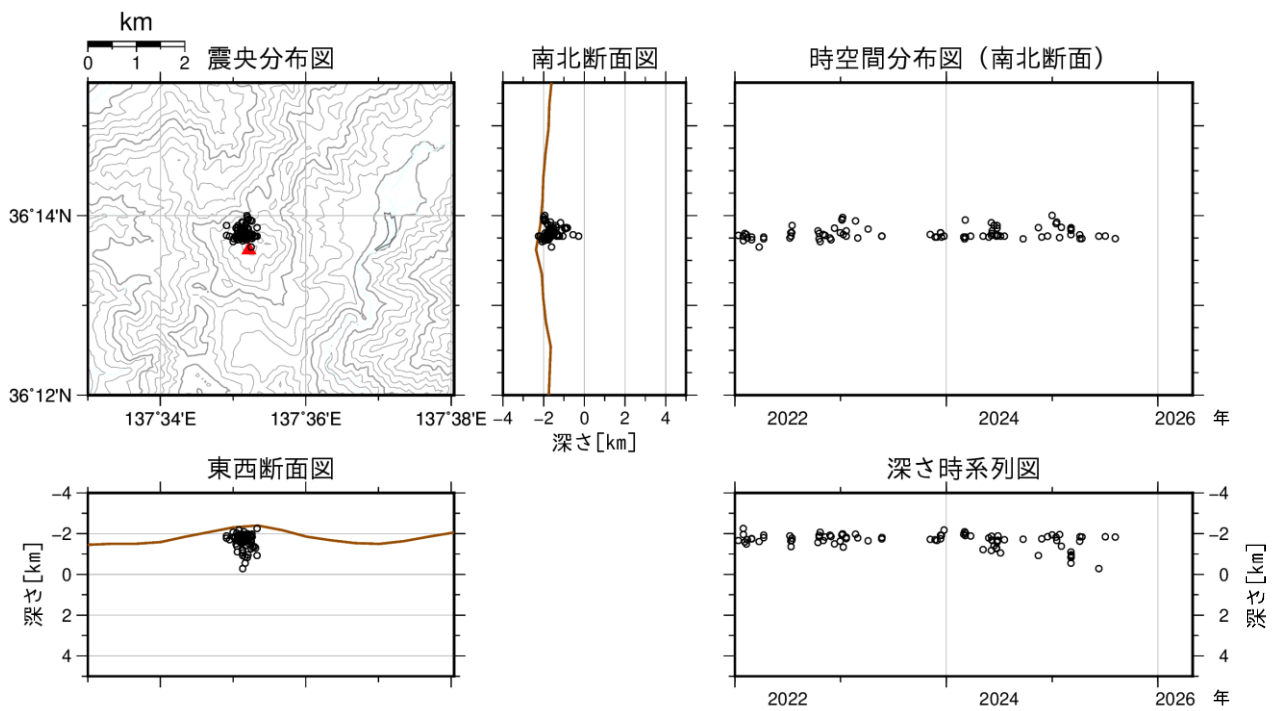 km
0 1 2
震央分布図
南北断面図
時空間分布図（南北断面）
36°14'N
36°12'N
137°34'E 137°36'E 137°38'E
−4 −2 0 2 4
深さ[km]
2022 2024 2026 年
東西断面図
深さ時系列図
−4
−2
0
2
4
深さ[km]
−4
−2
0
2
4
深さ[km]
2022 2024 2026 年